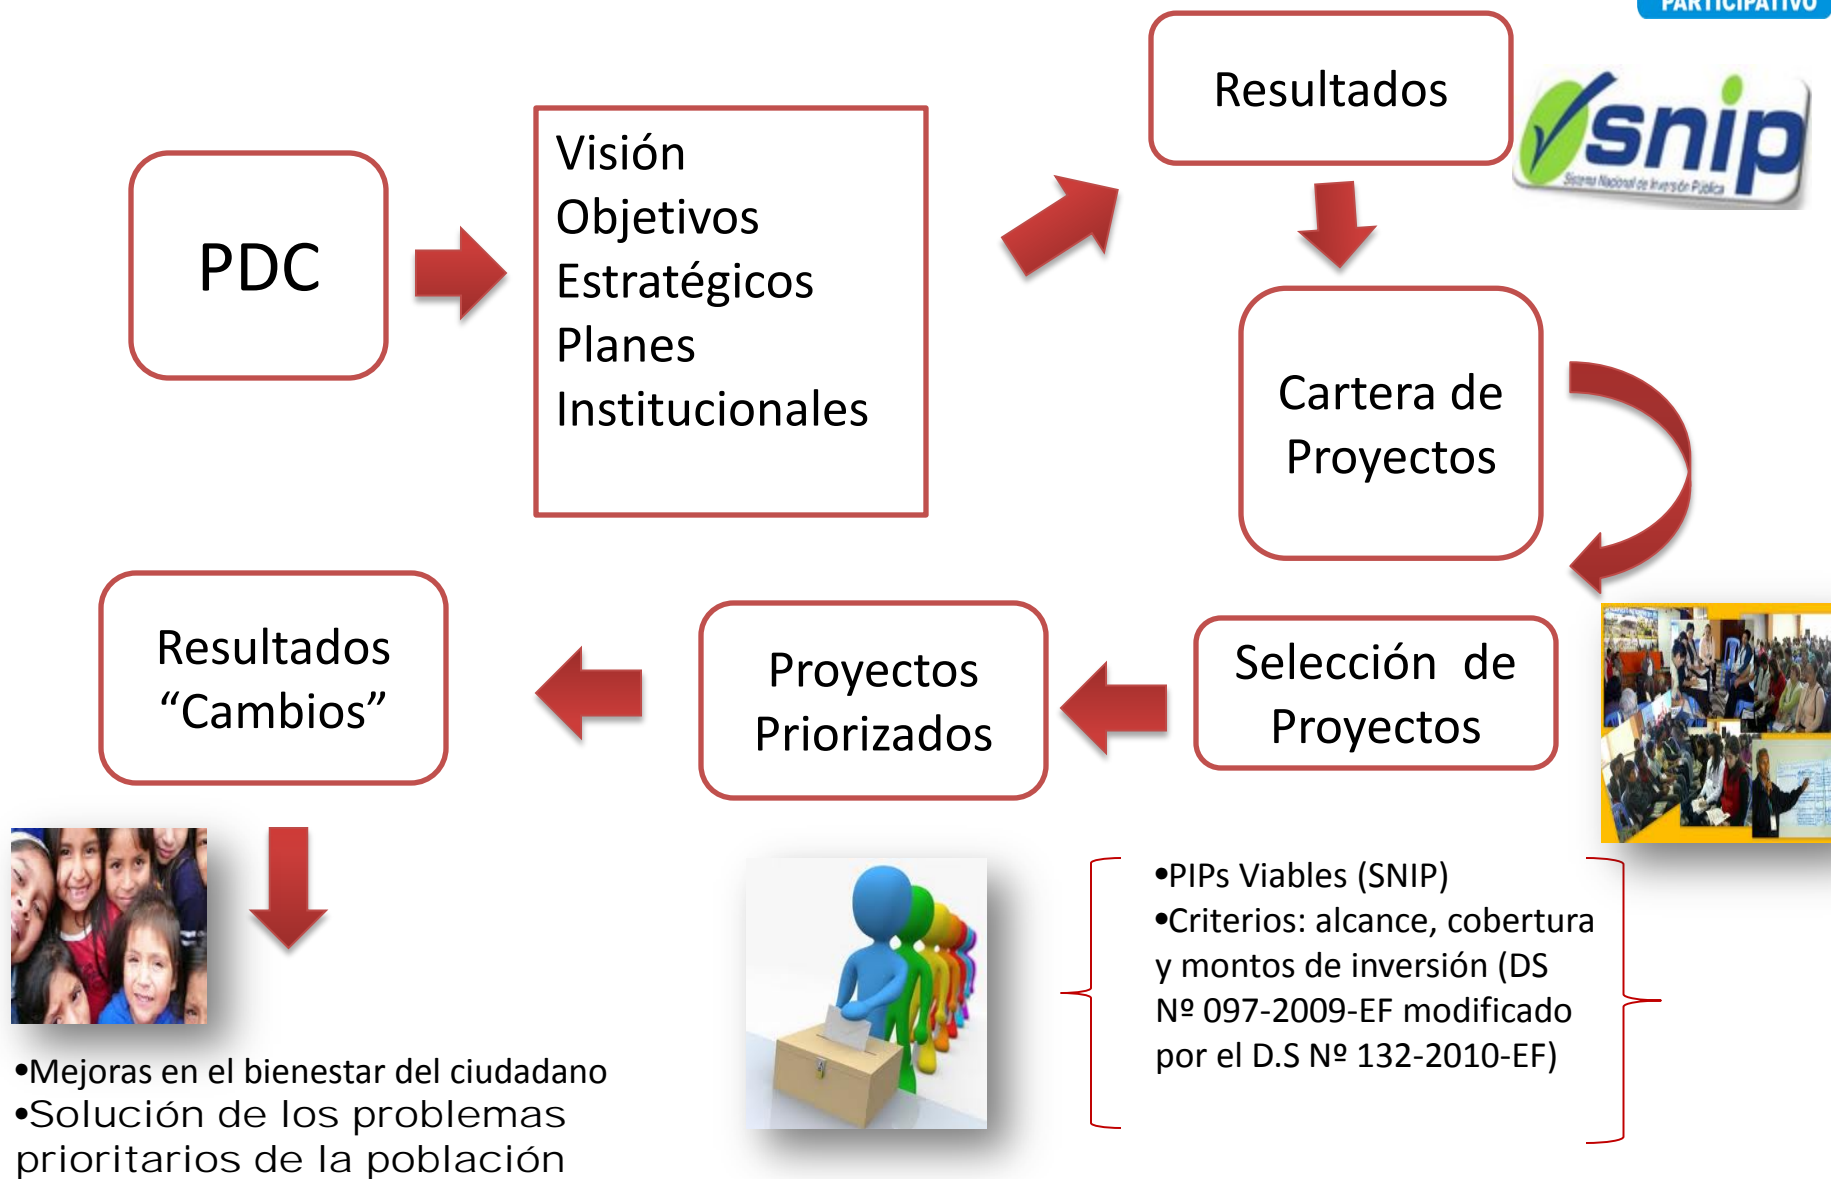 PARTICIPATIVO
Resultados
snip
Sistema Nacional de Inversión Pública
PDC
Visión
Objetivos
Estratégicos
Planes
Institucionales
Cartera de
Proyectos
Resultados
“Cambios”
Proyectos
Priorizados
Selección de
Proyectos
•PIPs Viables (SNIP)
•Criterios: alcance, cobertura
y montos de inversión (DS
Nº 097-2009-EF modificado
por el D.S Nº 132-2010-EF)
•Mejoras en el bienestar del ciudadano
•Solución de los problemas
prioritarios de la población